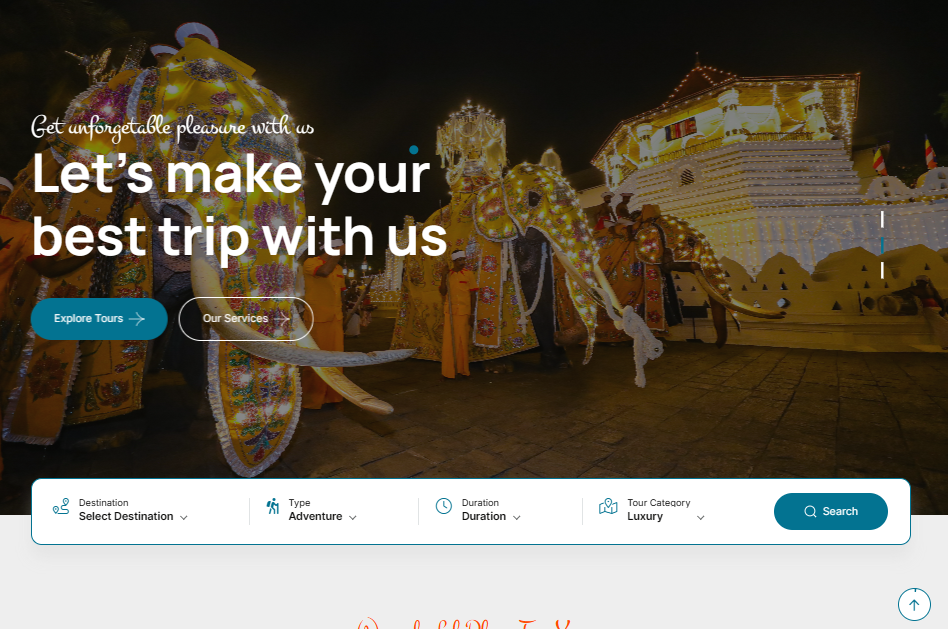 Get unforgetable pleasure with us
Let's make your
best trip with us
Explore Tours
Our Services
Destination
Select Destination
Type
Adventure
Duration
Duration
Tour Category
Luxury
Search